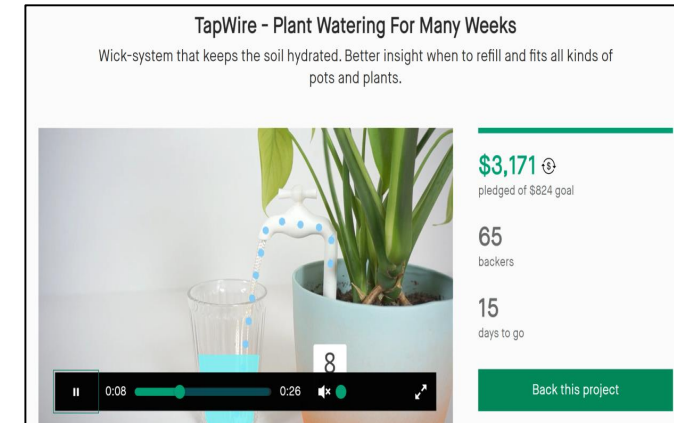 TapWire - Plant Watering For Many Weeks
Wick-system that keeps the soil hydrated. Better insight when to refill and fits all kinds of
pots and plants.
$3,171
pledged of $824 goal
65
backers
15
days to go
8
0:08
0:26
Back this project